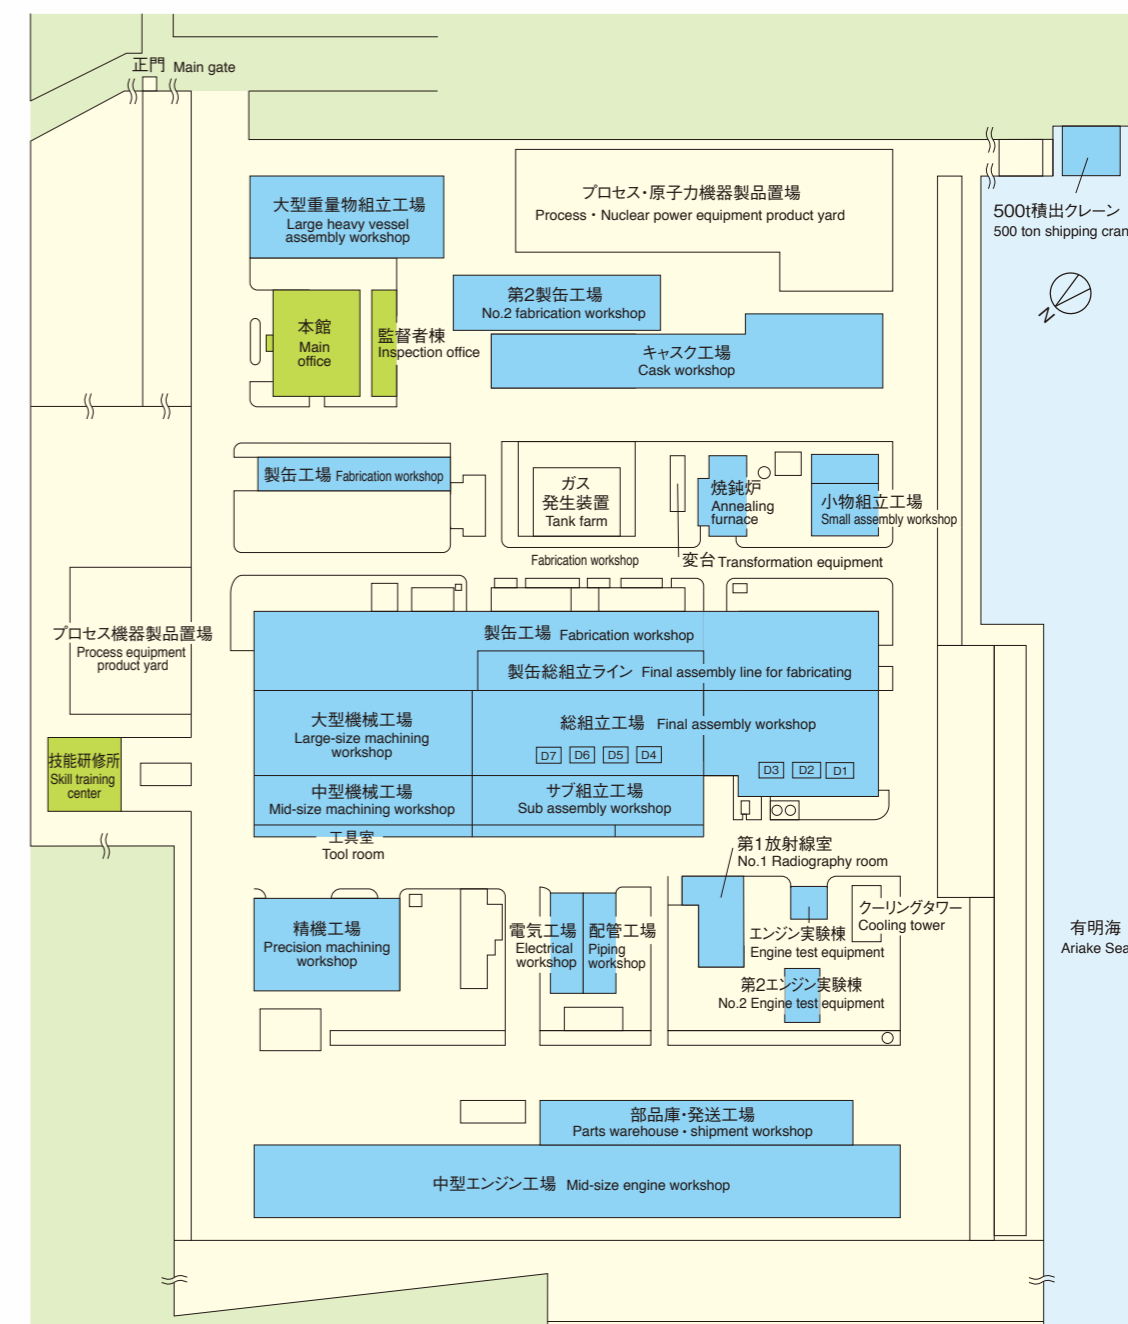 正門 Main gate
大型重量物組立工場
Large heavy vessel
assembly workshop
プロセス・原子力機器製品置場
Process・Nuclear power equipment product yard
500t積出クレーン
500 ton shipping cran
N
第2製缶工場
No.2 fabrication workshop
本館
Main
office
監督者棟
Inspection office
キャスク工場
Cask workshop
製缶工場 Fabrication workshop
ガス
発生装置
Tank farm
焼鈍炉
Annealing
furnace
小物組立工場
Small assembly workshop
Fabrication workshop
変台 Transformation equipment
プロセス機器製品置場
Process equipment
product yard
製缶工場 Fabrication workshop
製缶総組立ライン Final assembly line for fabricating
大型機械工場
Large-size machining
workshop
総組立工場 Final assembly workshop
D7 D6 D5 D4
D3 D2 D1
技能研修所
Skill training
center
中型機械工場
Mid-size machining workshop
サブ組立工場
Sub assembly workshop
工具室
Tool room
第1放射線室
No.1 Radiography room
精機工場
Precision machining
workshop
電気工場
Electrical
workshop
配管工場
Piping
workshop
エンジン実験棟
Engine test equipment
クーリングタワー
Cooling tower
有明海
Ariake Sea
第2エンジン実験棟
No.2 Engine test equipment
部品庫・発送工場
Parts warehouse・shipment workshop
中型エンジン工場 Mid-size engine workshop